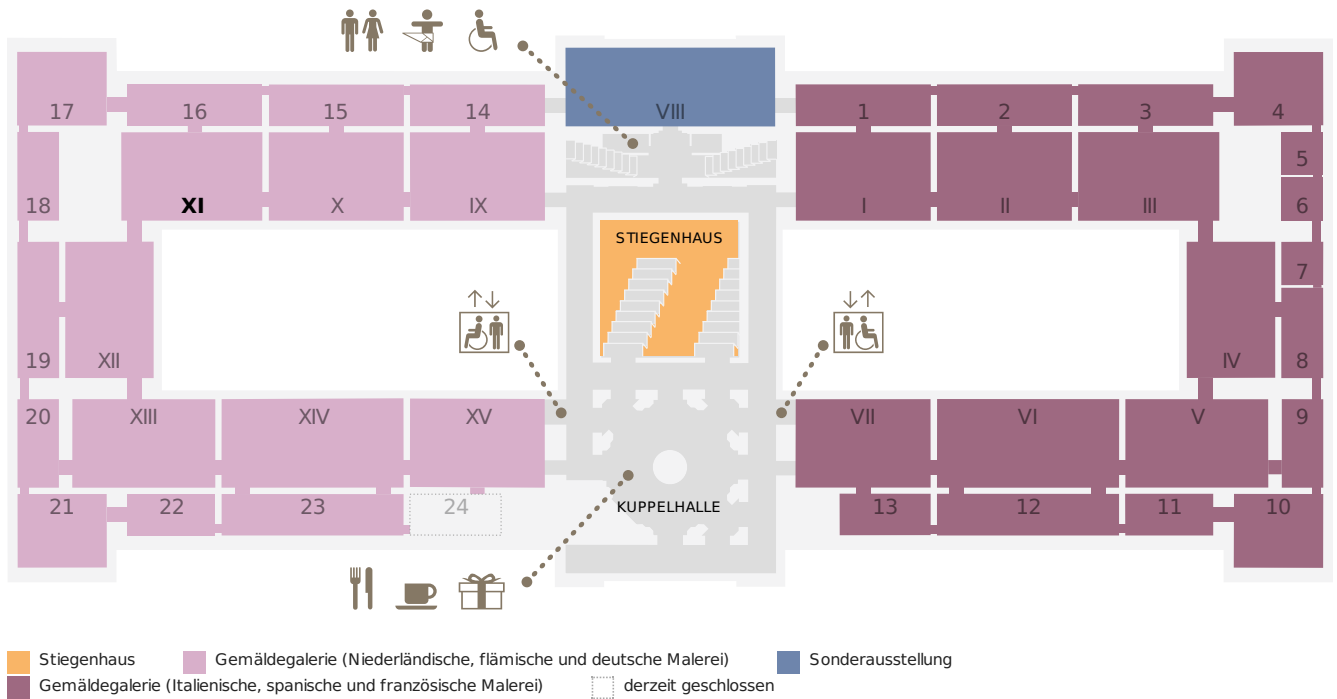 17 16 15 14 VIII 1 2 3 4
5
18 XI X IX I II III 6
STIEGENHAUS
7
19 XII IV 8
20 XIII XIV XV VII VI V 9
21 22 23 24 KUPPELHALLE 13 12 11 10
Stiegenhaus Gemäldegalerie (Niederländische, flämische und deutsche Malerei) Sonderausstellung
Gemäldegalerie (Italienische, spanische und französische Malerei) derzeit geschlossen